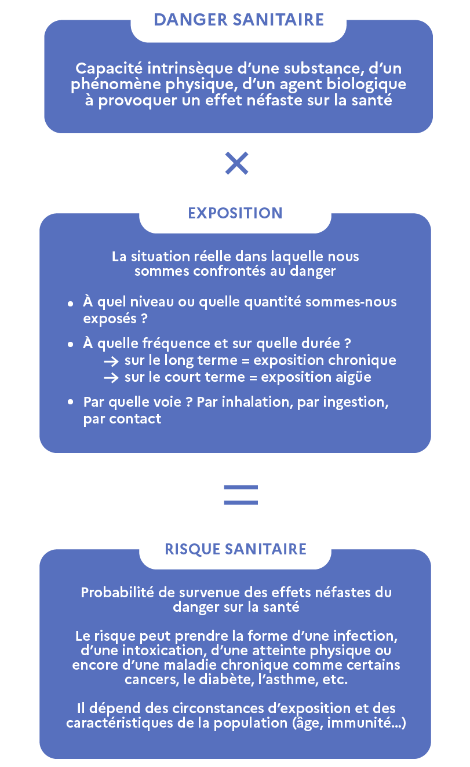 DANGER SANITAIRE
Capacité intrinsèque d'une substance, d'un
phénomène physique, d'un agent biologique
à provoquer un effet néfaste sur la santé
×
EXPOSITION
La situation réelle dans laquelle nous
sommes confrontés au danger
• À quel niveau ou quelle quantité sommes-nous
exposés ?
• À quelle fréquence et sur quelle durée ?
→ sur le long terme = exposition chronique
→ sur le court terme = exposition aigüe
• Par quelle voie ? Par inhalation, par ingestion,
par contact
=
RISQUE SANITAIRE
Probabilité de survenue des effets néfastes du
danger sur la santé
Le risque peut prendre la forme d'une infection,
d'une intoxication, d'une atteinte physique ou
encore d'une maladie chronique comme certains
cancers, le diabète, l'asthme, etc.
Il dépend des circonstances d'exposition et des
caractéristiques de la population (âge, immunité...)